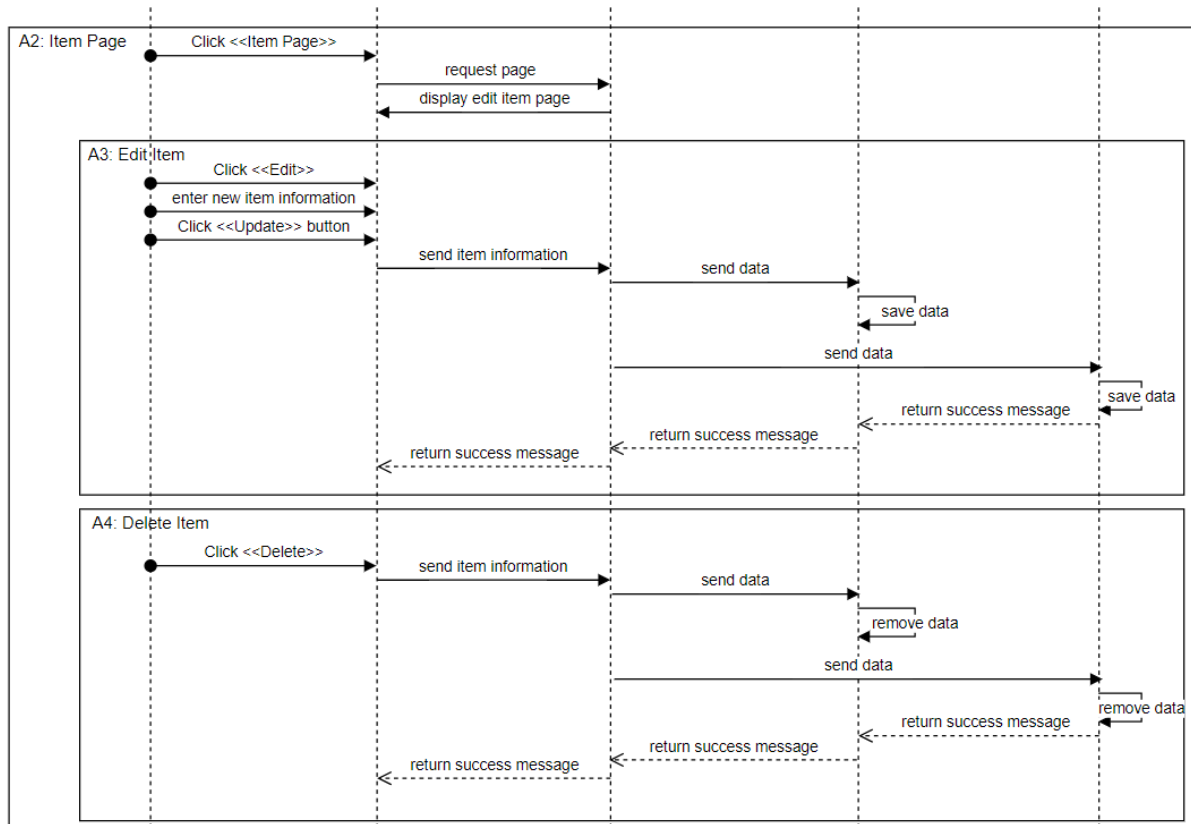 A2: Item Page
Click <<Item Page>>
request page
display edit item page
A3: Edit Item
Click <<Edit>>
enter new item information
Click <<Update>> button
send item information
send data
save data
send data
save data
return success message
return success message
return success message
A4: Delete Item
Click <<Delete>>
send item information
send data
remove data
send data
remove data
return success message
return success message
return success message